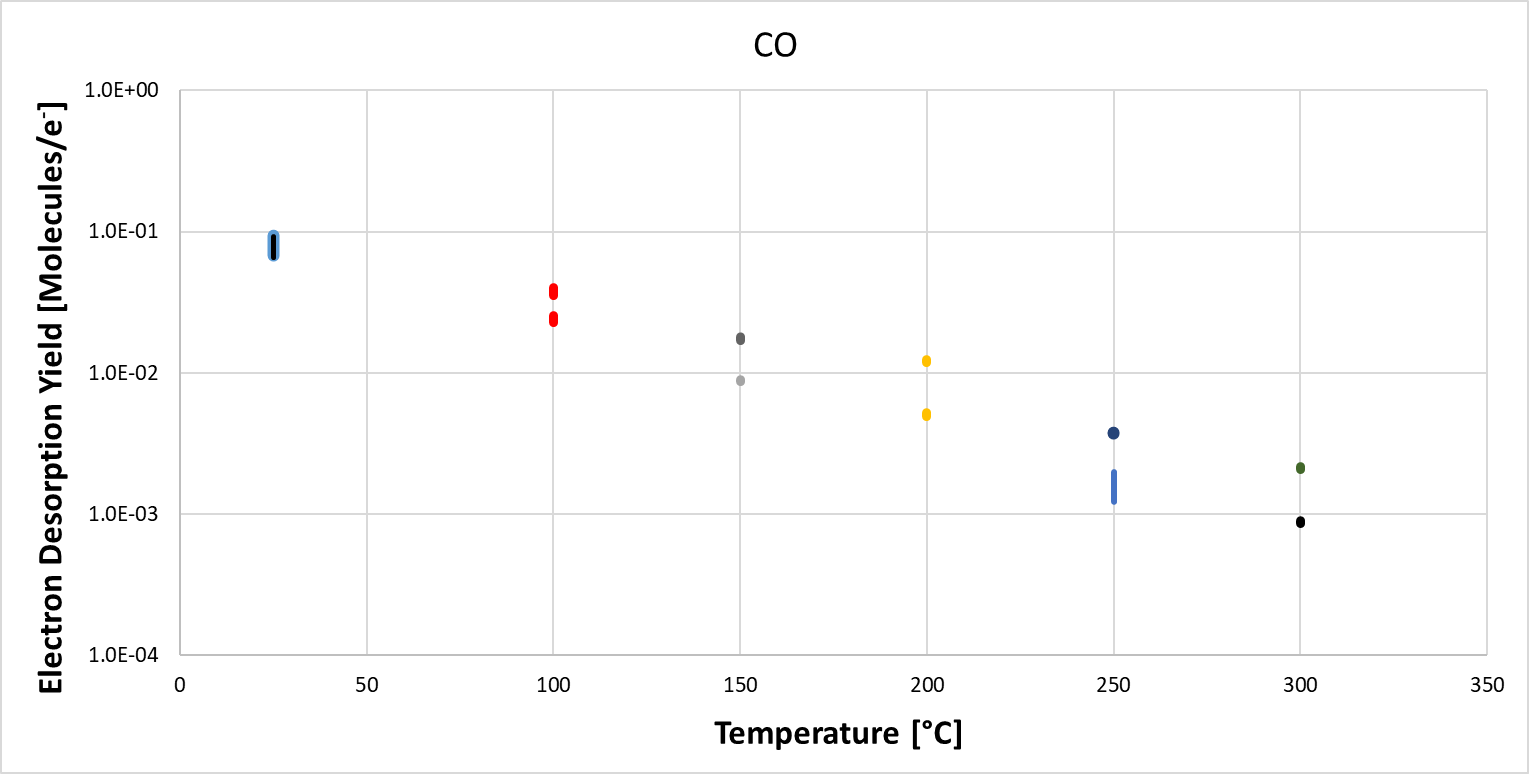 CO
Electron Desorption Yield [Molecules/e⁻]
1.0E+00
1.0E-01
1.0E-02
1.0E-03
1.0E-04
0 50 100 150 200 250 300 350
Temperature [°C]